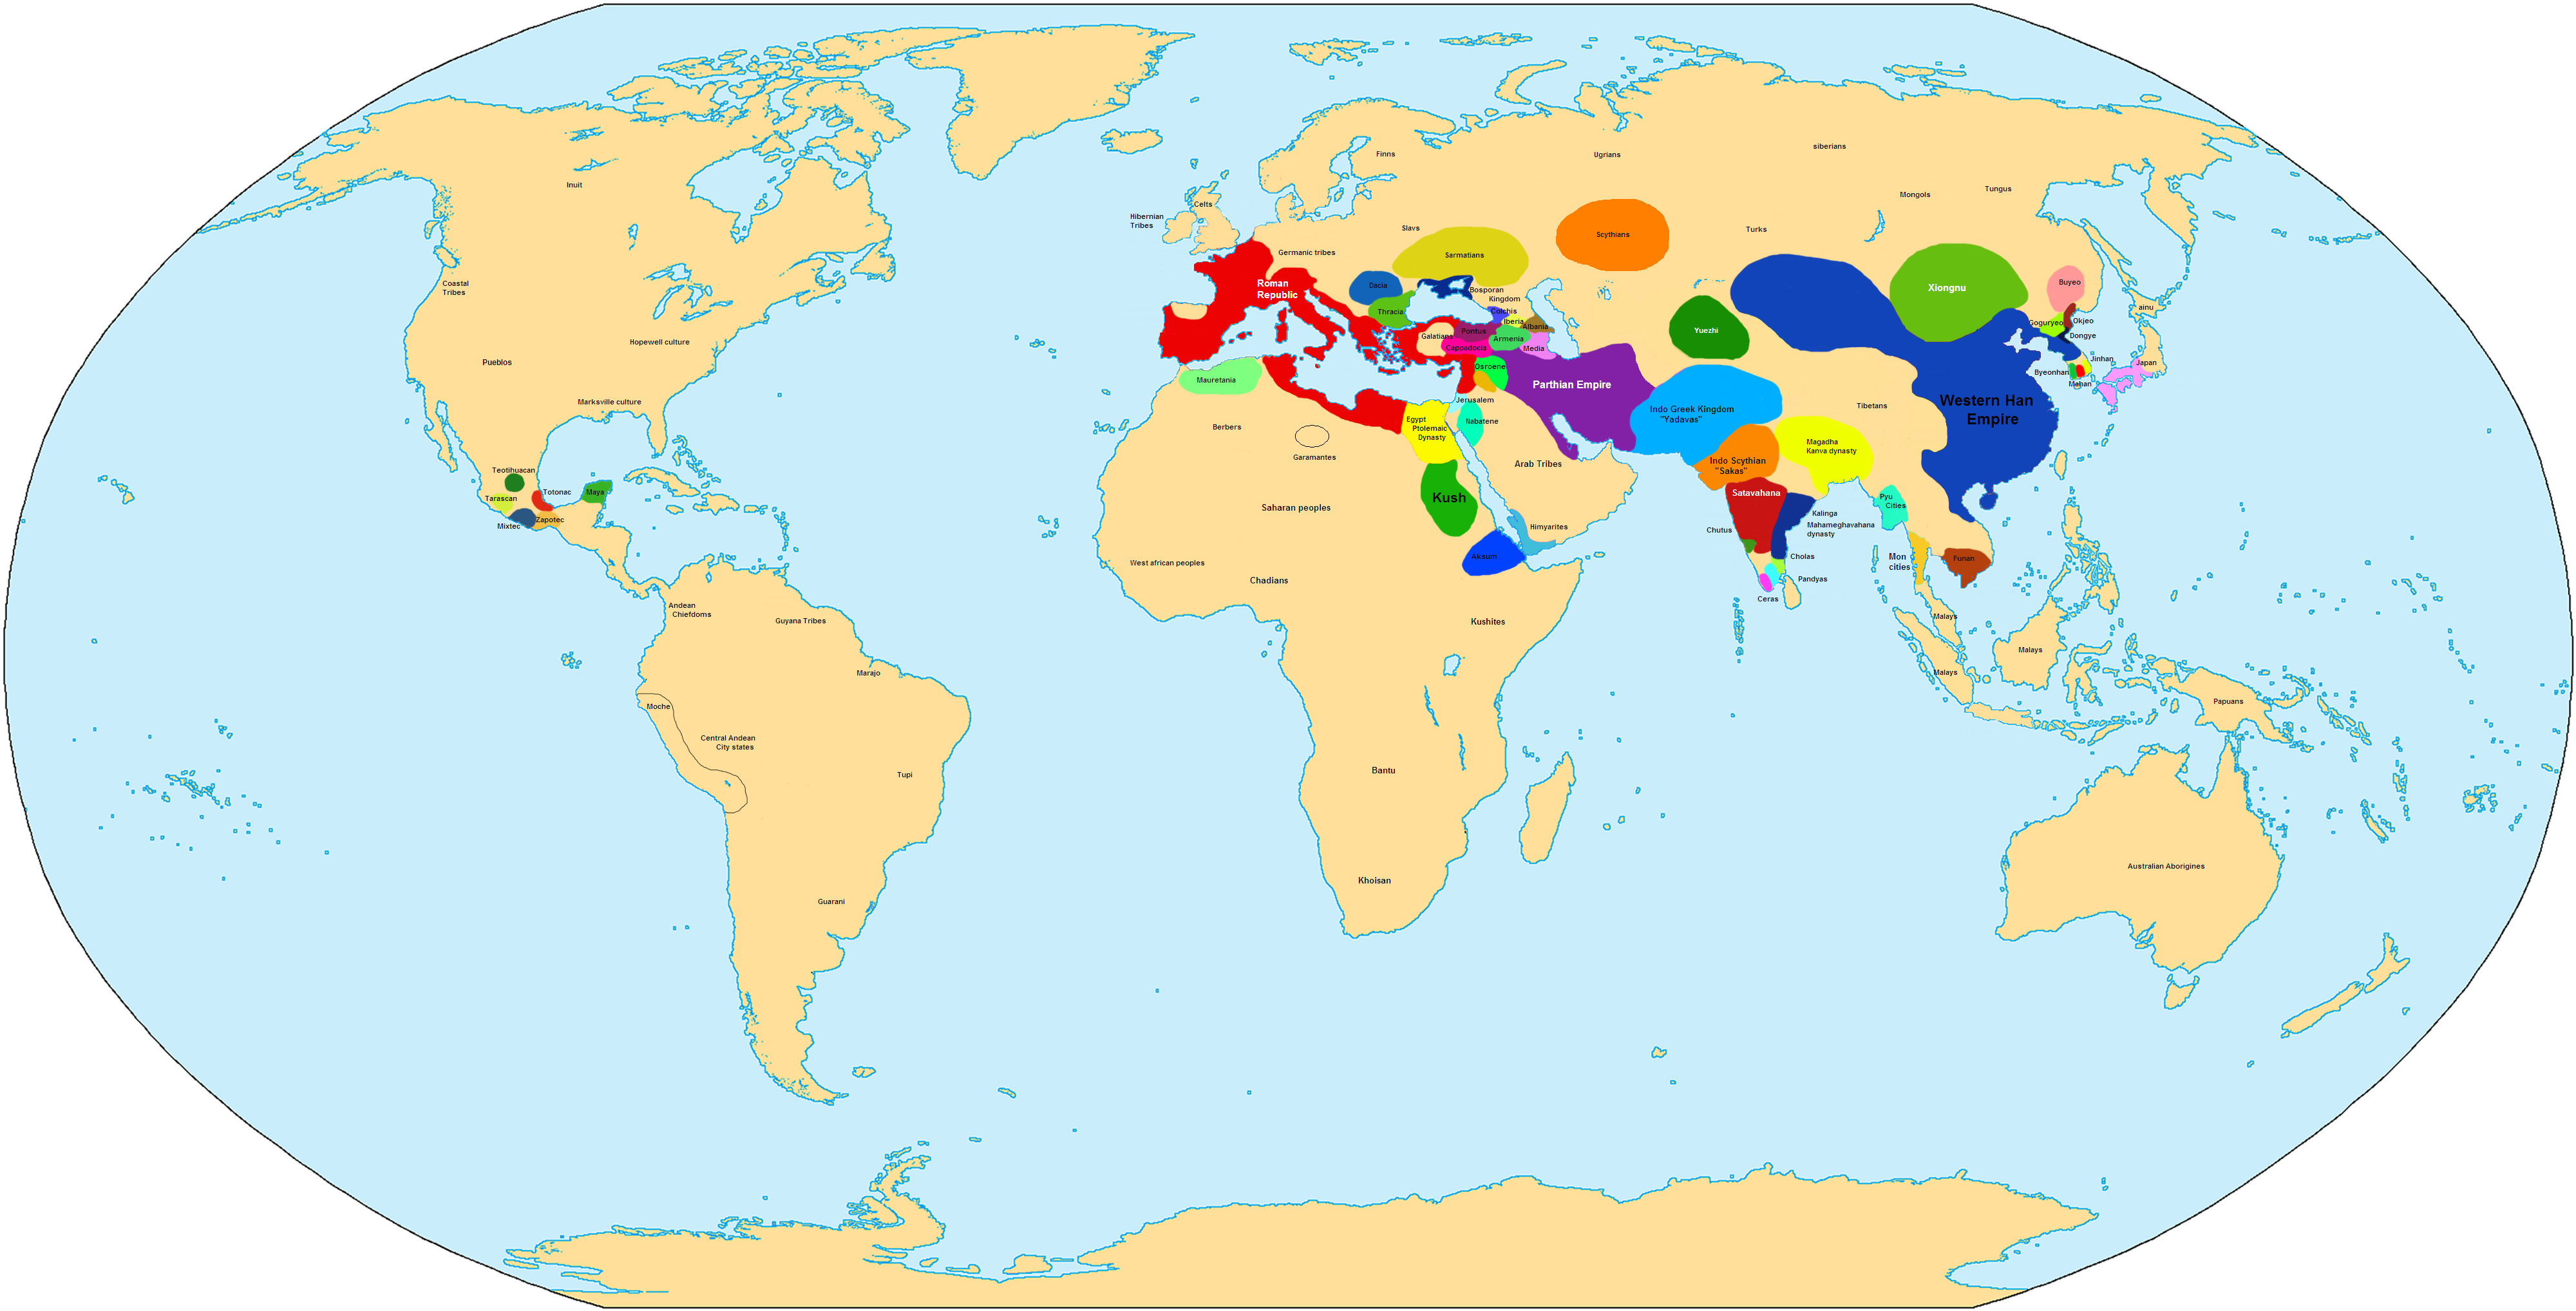 Finns
Ugrians
siberians
Inuit
Mongols
Tungus
Celts
Hibernian
Tribes
Slavs
Turks
Scythians
Germanic tribes
Sarmatians
Coastal
Tribes
Roman
Republic
Dacia
Bosporan
Kingdom
Xiongnu
Buyeo
Thracia
Colchis
Iberia
Albania
ainu
Goguryeo
Okjeo
Dongye
Hopewell culture
Pueblos
Galatians
Pontus
Armenia
Cappadocia
Media
Yuezhi
Jinhan
Byeonhan
Mahan
Japan
Mauretania
Osroene
Parthian Empire
Marksville culture
Jerusalem
Indo Greek Kingdom
"Yadavas"
Tibetans
Western Han
Empire
Berbers
Garamantes
Egypt
Ptolemaic
Dynasty
Nabatene
Magadha
Kanva dynasty
Arab Tribes
Indo Scythian
"Sakas"
Teotihuacan
Totonac
Maya
Tarascan
Mixtec
Zapotec
Kush
Satavahana
Pyu
Cities
Saharan peoples
Himyarites
Kalinga
Mahameghavahana
dynasty
Chutus
Aksum
Cholas
Mon
cities
Funan
West african peoples
Chadians
Pandyas
Ceras
Andean
Chiefdoms
Guyana Tribes
Kushites
Malays
Malays
Malays
Marajo
Moche
Papuans
Central Andean
City states
Tupi
Bantu
Australian Aborigines
Khoisan
Guarani